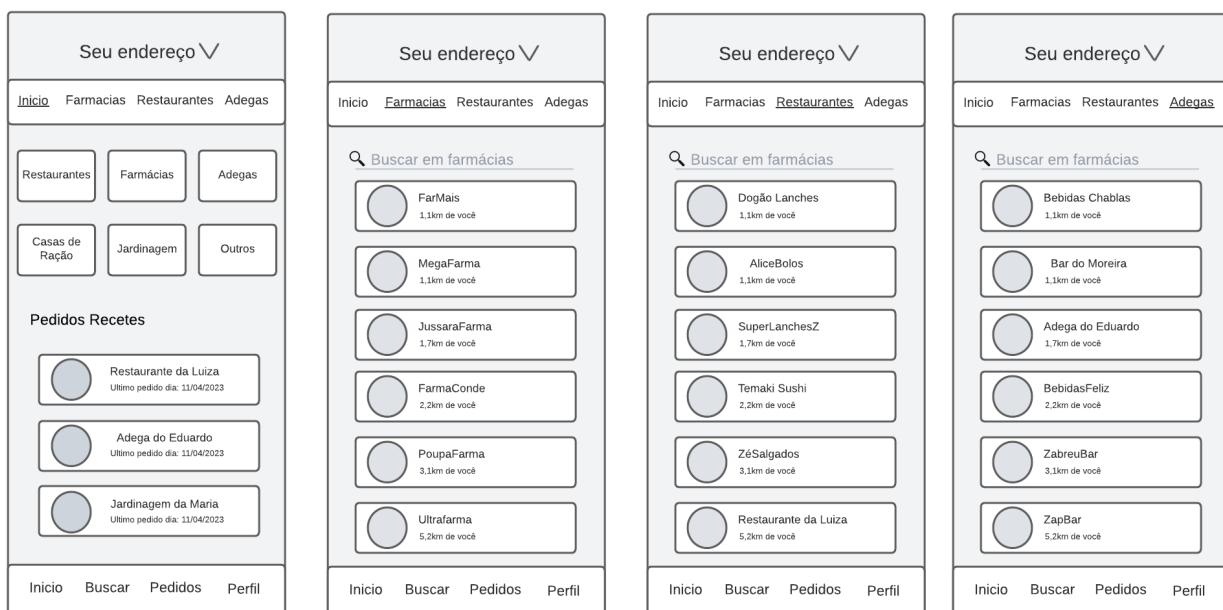 Seu endereço
Inicio Farmacias Restaurantes Adegas
Restaurantes Farmácias Adegas
Casas de
Ração
Jardinagem Outros
Pedidos Recetes
Restaurante da Luiza
Ultimo pedido dia: 11/04/2023
Adega do Eduardo
Ultimo pedido dia: 11/04/2023
Jardinagem da Maria
Ultimo pedido dia: 11/04/2023
Inicio Buscar Pedidos Perfil
Seu endereço
Inicio Farmacias Restaurantes Adegas
Buscar em farmácias
FarMais
1,1km de você
MegaFarma
1,1km de você
JussaraFarma
1,7km de você
FarmaConde
2,2km de você
PoupaFarma
3,1km de você
Ultrafarma
5,2km de você
Inicio Buscar Pedidos Perfil
Seu endereço
Inicio Farmacias Restaurantes Adegas
Buscar em farmácias
Dogão Lanches
1,1km de você
AliceBolos
1,1km de você
SuperLanchesZ
1,7km de você
Temaki Sushi
2,2km de você
ZéSalgados
3,1km de você
Restaurante da Luiza
5,2km de você
Inicio Buscar Pedidos Perfil
Seu endereço
Inicio Farmacias Restaurantes Adegas
Buscar em farmácias
Bebidas Chablas
1,1km de você
Bar do Moreira
1,1km de você
Adega do Eduardo
1,7km de você
BebidasFeliz
2,2km de você
ZabreuBar
3,1km de você
ZapBar
5,2km de você
Inicio Buscar Pedidos Perfil